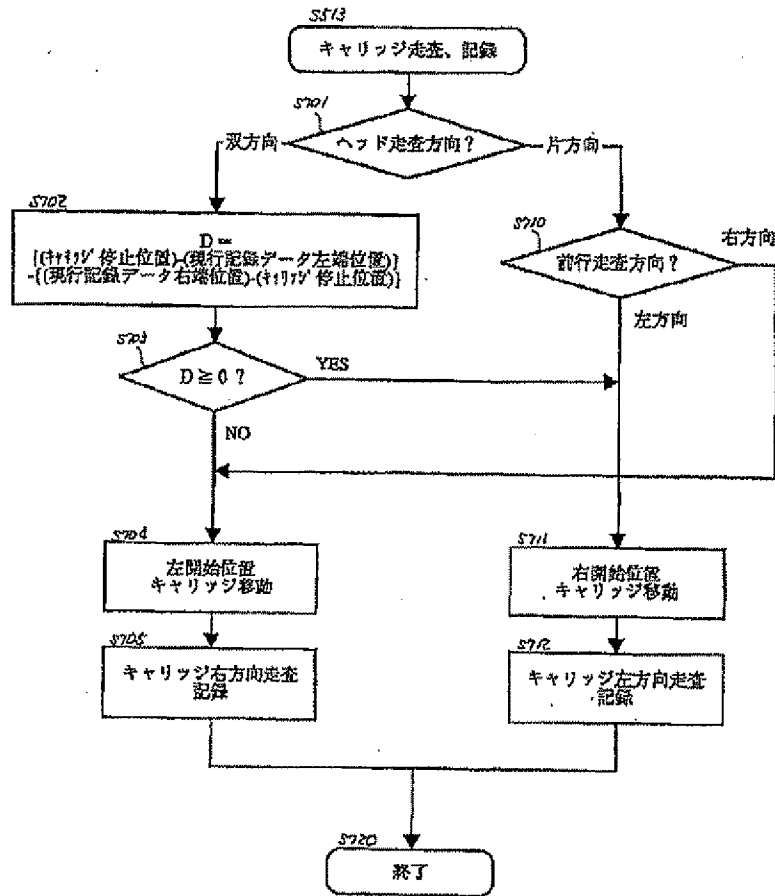 S513
キャリッジ走査、記録
S701
ヘッド走査方向?
双方向
片方向
S702
D =
[(キャリッジ停止位置)-(現行記録データ左端位置)]
-[(現行記録データ右端位置)-(キャリッジ停止位置)]
S710
前行走査方向?
右方向
左方向
S703
D≧0?
YES
NO
S704
左開始位置
キャリッジ移動
S711
右開始位置
キャリッジ移動
S705
キャリッジ右方向走査
記録
S712
キャリッジ左方向走査
記録
S720
終了